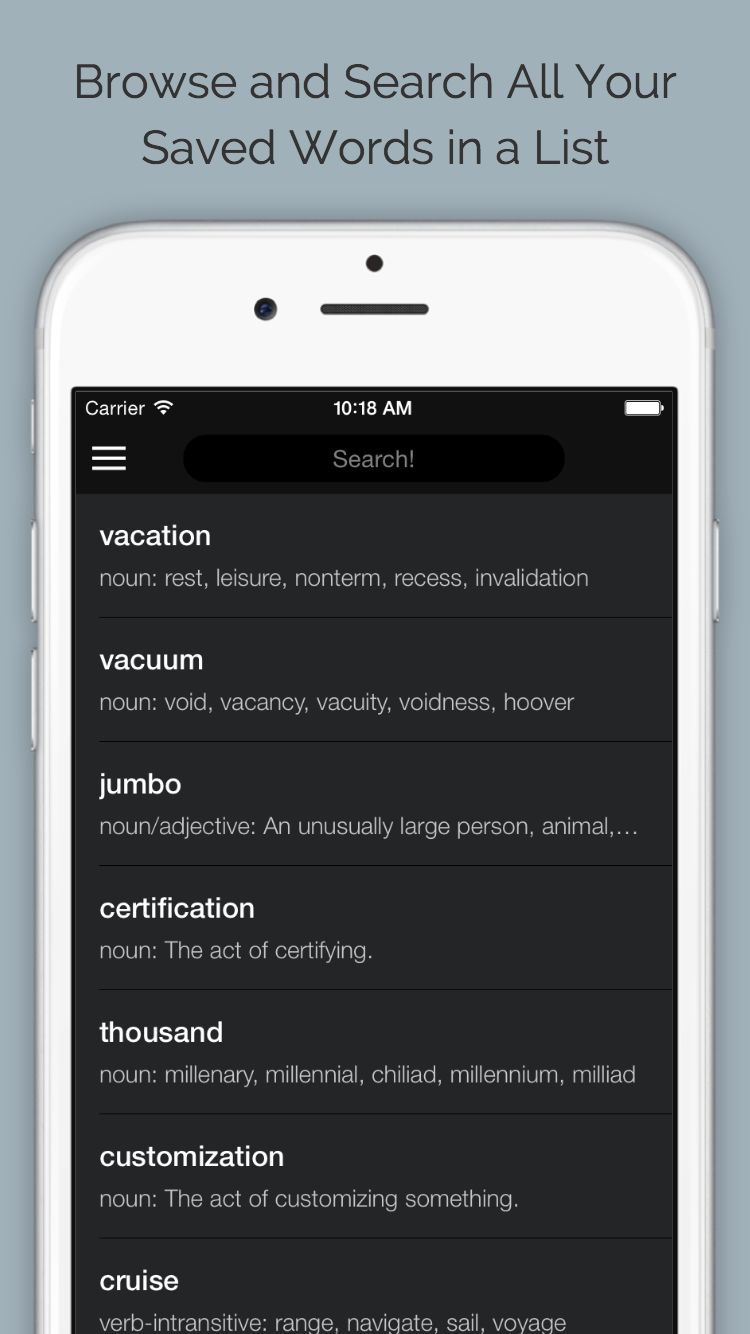 Browse and Search All Your
Saved Words in a List
Carrier 10:18 AM
Search!
vacation
noun: rest, leisure, nonterm, recess, invalidation
vacuum
noun: void, vacancy, vacuity, voidness, hoover
jumbo
noun/adjective: An unusually large person, animal,…
certification
noun: The act of certifying.
thousand
noun: millenary, millennial, chiliad, millennium, milliad
customization
noun: The act of customizing something.
cruise
verb-intransitive: range, navigate, sail, voyage